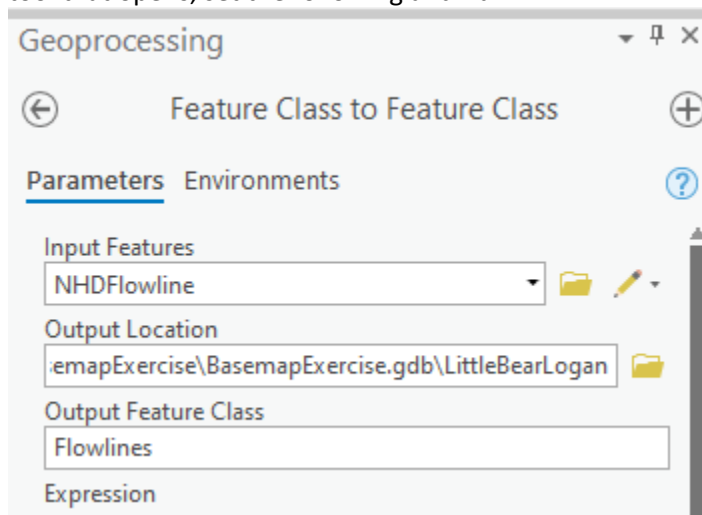 Geoprocessing
Feature Class to Feature Class
Parameters Environments
Input Features
NHDFlowline
Output Location
emapExercise\BasemapExercise.gdb\LittleBearLogan
Output Feature Class
Flowlines
Expression